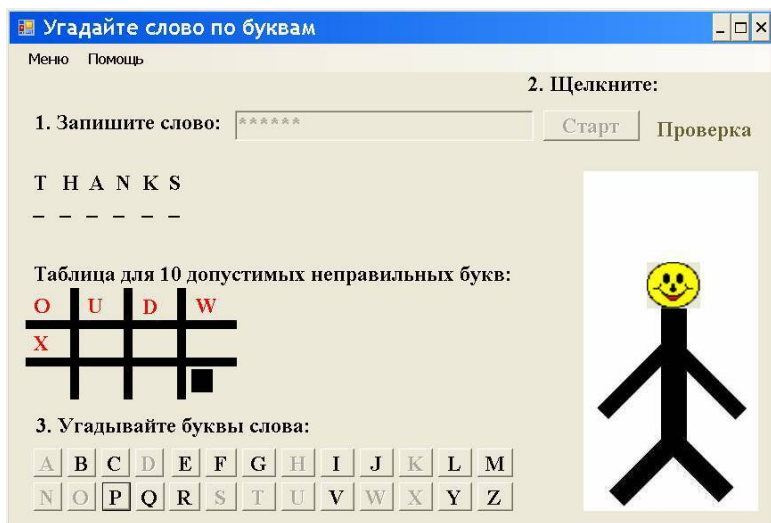 Угадайте слово по буквам
Меню Помощь
2. Щелкните:
1. Запишите слово: ****** Старт Проверка
T H A N K S
_ _ _ _ _ _
Таблица для 10 допустимых неправильных букв:
O U D W
X
3. Угадывайте буквы слова:
A B C D E F G H I J K L M
N O P Q R S T U V W X Y Z